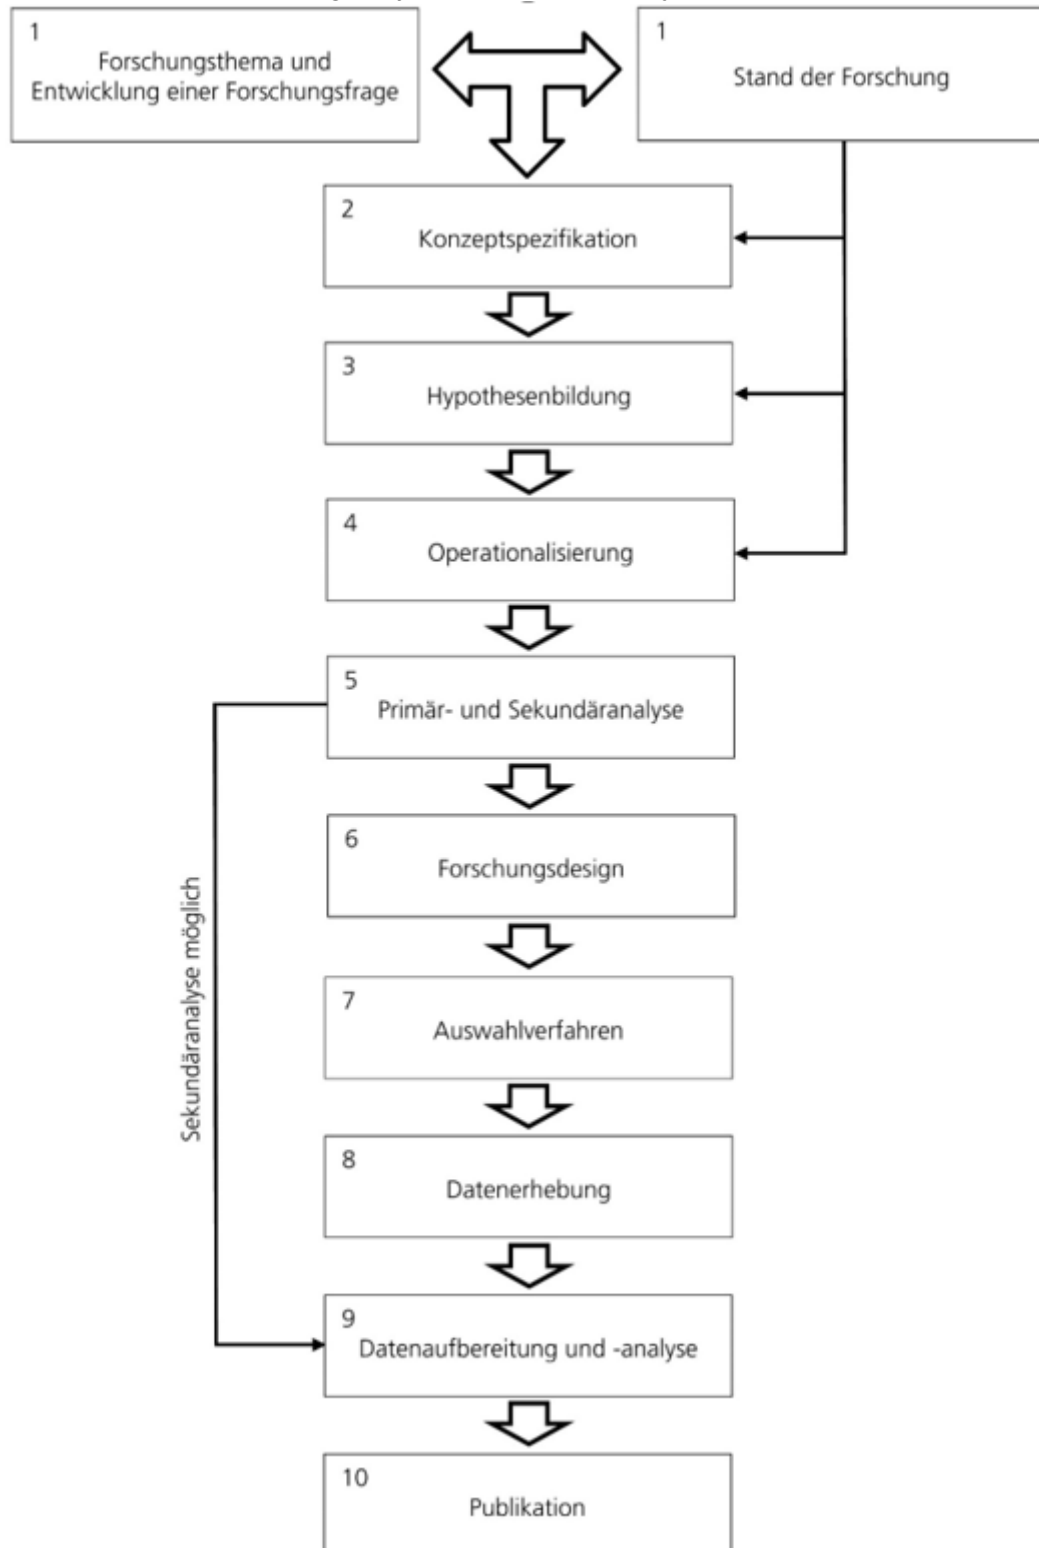 1
Forschungsthema und
Entwicklung einer Forschungsfrage
1
Stand der Forschung
2
Konzeptspezifikation
3
Hypothesenbildung
4
Operationalisierung
5
Primär- und Sekundäranalyse
Sekundäranalyse möglich
6
Forschungsdesign
7
Auswahlverfahren
8
Datenerhebung
9
Datenaufbereitung und -analyse
10
Publikation